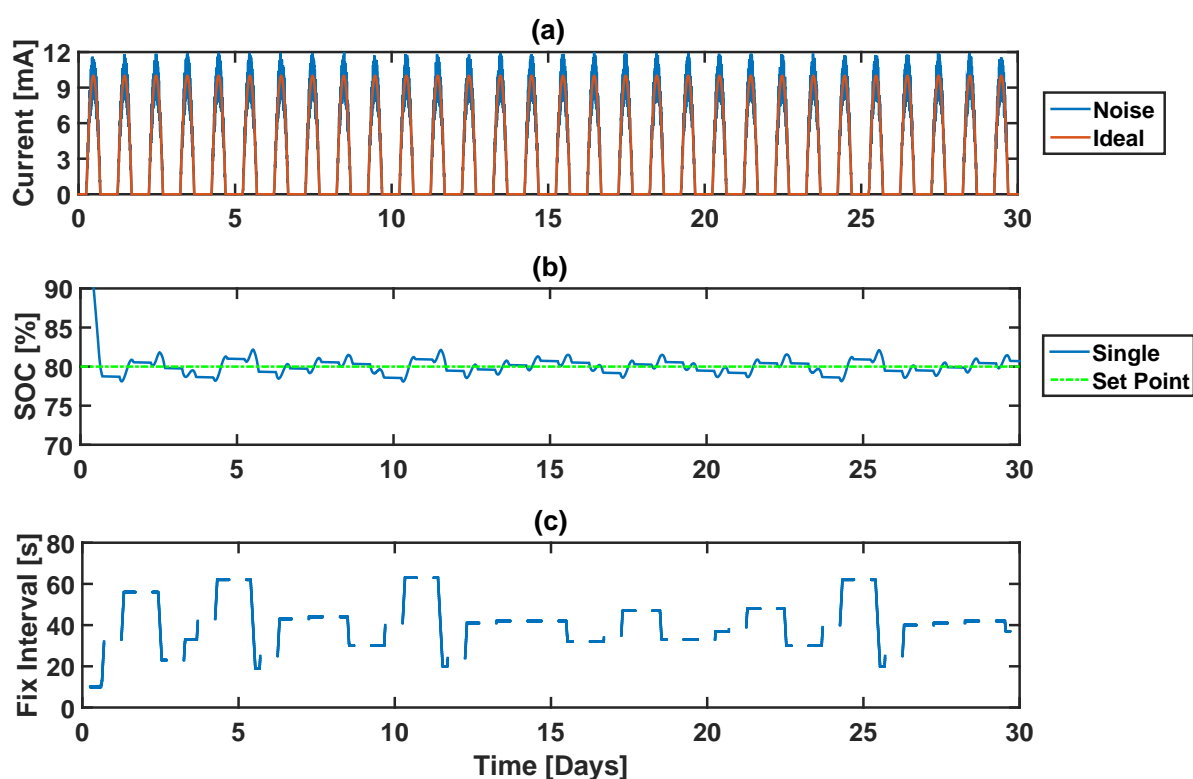 (a)
Current [mA]
12
9
6
3
0
0 5 10 15 20 25 30
Noise
Ideal
(b)
SOC [%]
90
85
80
75
70
0 5 10 15 20 25 30
Single
Set Point
(c)
Fix Interval [s]
80
60
40
20
0
0 5 10 15 20 25 30
Time [Days]